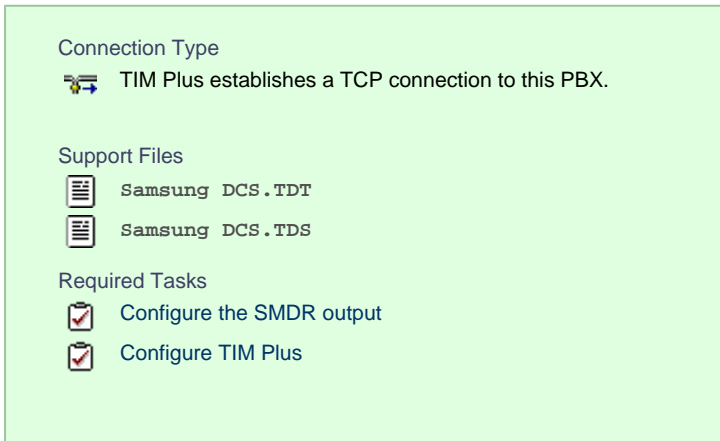 Connection Type
TIM Plus establishes a TCP connection to this PBX.
Support Files
Samsung DCS.TDT
Samsung DCS.TDS
Required Tasks
Configure the SMDR output
Configure TIM Plus